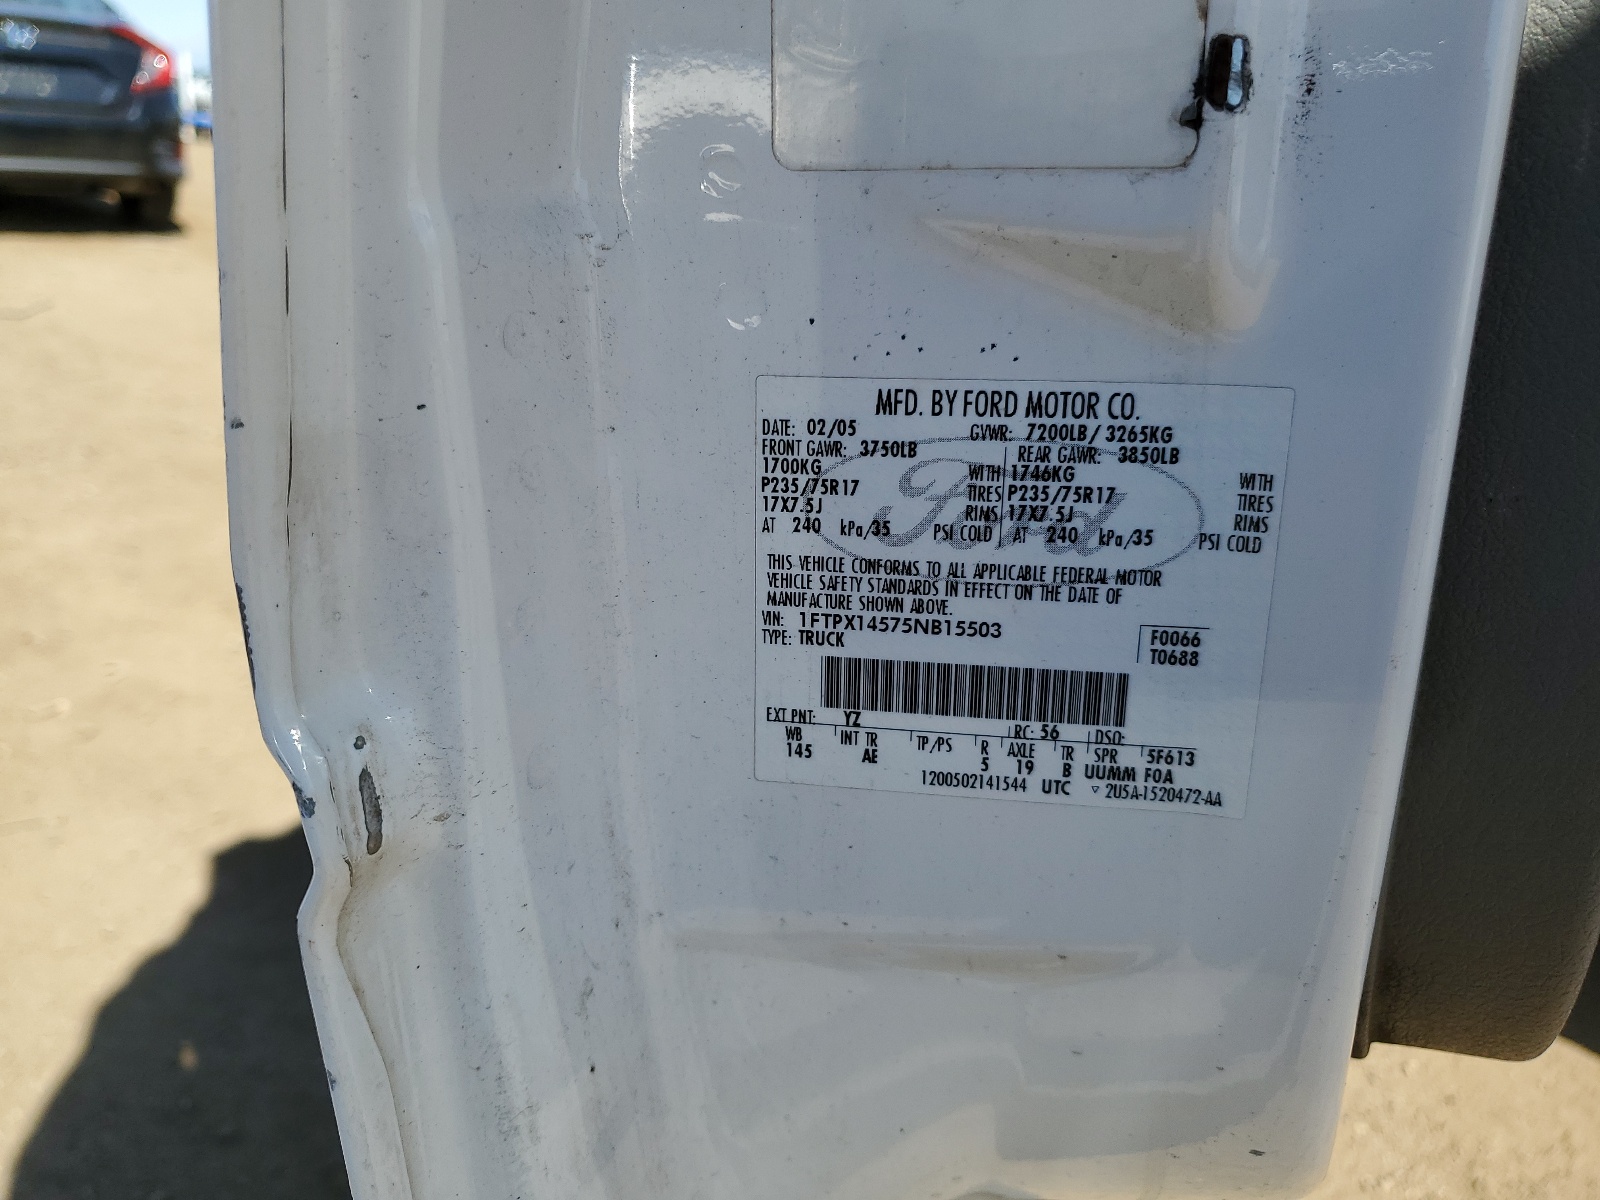 MFD. BY FORD MOTOR CO.
DATE: 02/05 GVWR: 7200LB / 3265KG
FRONT GAWR: 3750LB REAR GAWR: 3850LB
1700KG WITH 1746KG WITH
P235/75R17 TIRES P235/75R17 TIRES
17X7.5J RIMS 17X7.5J RIMS
AT 240 kPa/35 PSI COLD AT 240 kPa/35 PSI COLD
Ford
THIS VEHICLE CONFORMS TO ALL APPLICABLE FEDERAL MOTOR
VEHICLE SAFETY STANDARDS IN EFFECT ON THE DATE OF
MANUFACTURE SHOWN ABOVE.
VIN: 1FTPX14575NB15503 F0066
TYPE: TRUCK T0688
EXT PNT: YZ RC: 56 DSO:
WB INT TR TP/PS R AXLE TR SPR 5F613
145 AE 5 19 B UUMM F0A
1200502141544 UTC ▽ 2U5A-1520472-AA